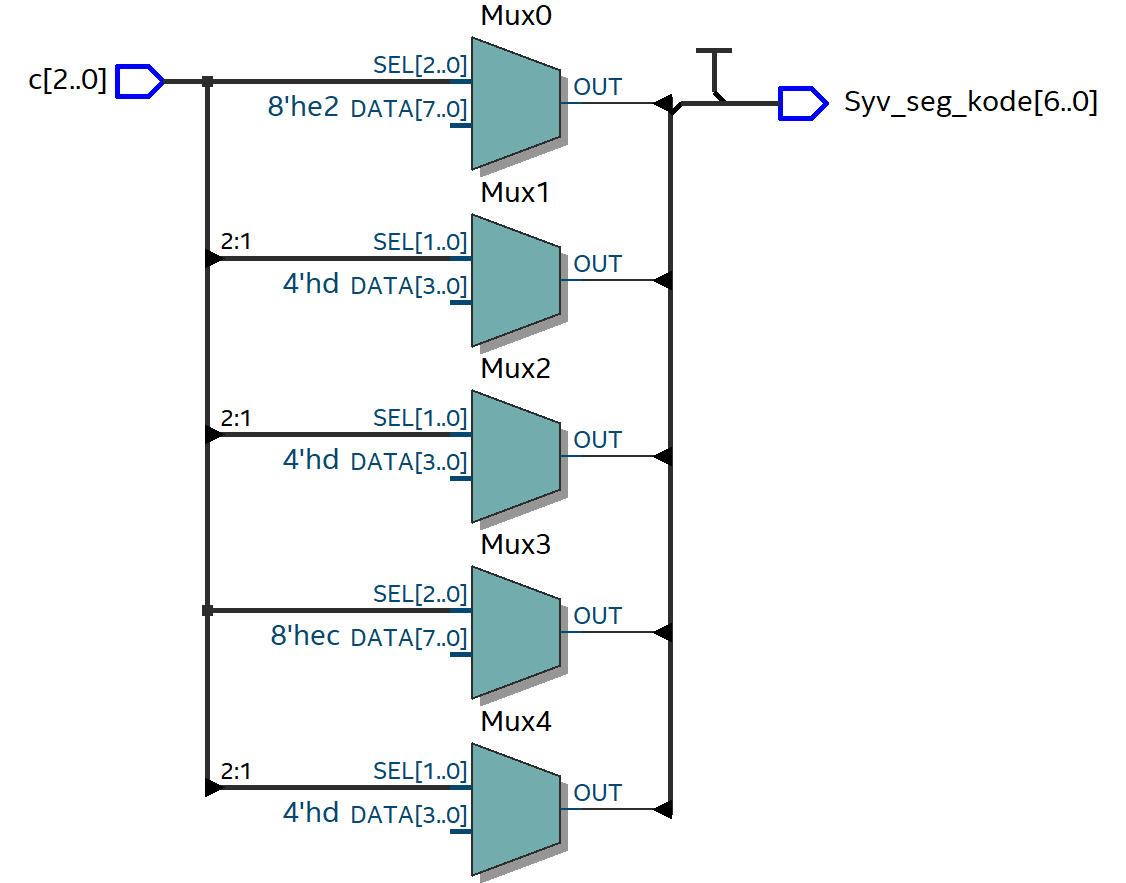 Mux0
c[2..0]
SEL[2..0]
8'he2 DATA[7..0]
OUT
Syv_seg_kode[6..0]
Mux1
2:1
SEL[1..0]
4'hd DATA[3..0]
OUT
Mux2
2:1
SEL[1..0]
4'hd DATA[3..0]
OUT
Mux3
SEL[2..0]
8'hec DATA[7..0]
OUT
Mux4
2:1
SEL[1..0]
4'hd DATA[3..0]
OUT